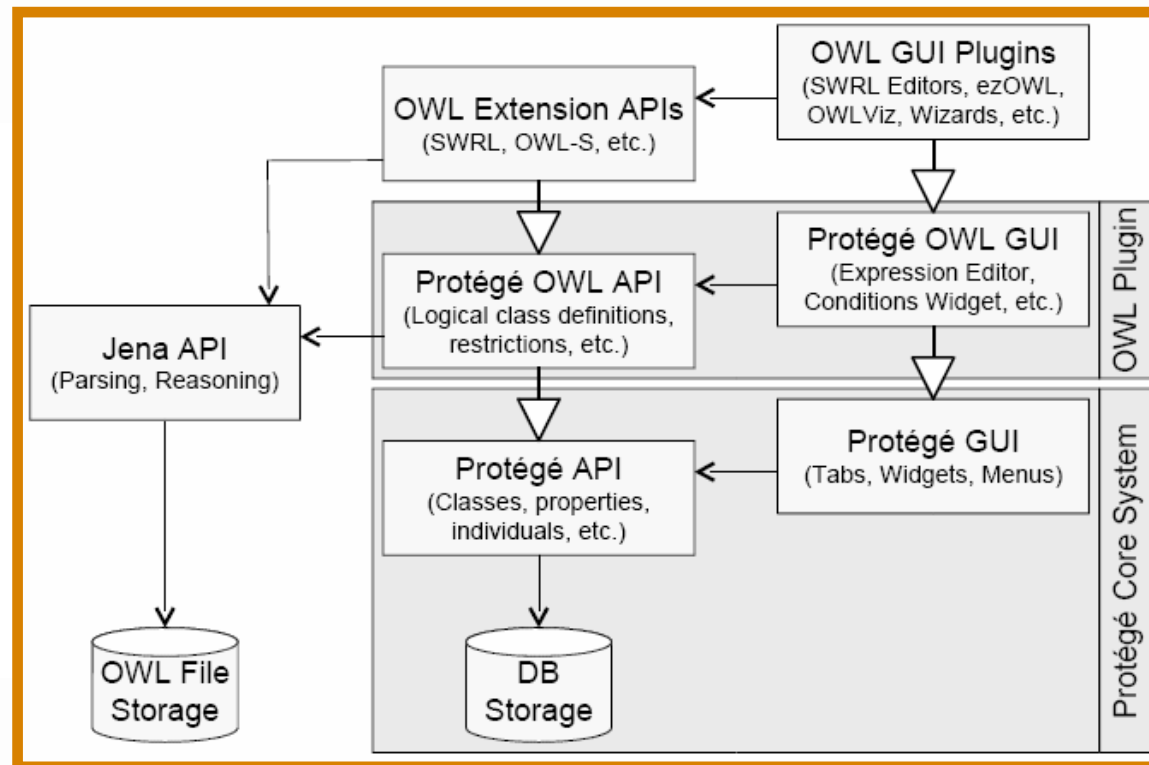 OWL GUI Plugins
(SWRL Editors, ezOWL,
OWLViz, Wizards, etc.)
OWL Extension APIs
(SWRL, OWL-S, etc.)
Protégé OWL GUI
(Expression Editor,
Conditions Widget, etc.)
Protégé OWL API
(Logical class definitions,
restrictions, etc.)
OWL Plugin
Jena API
(Parsing, Reasoning)
Protégé GUI
(Tabs, Widgets, Menus)
Protégé API
(Classes, properties,
individuals, etc.)
Protégé Core System
OWL File
Storage
DB
Storage